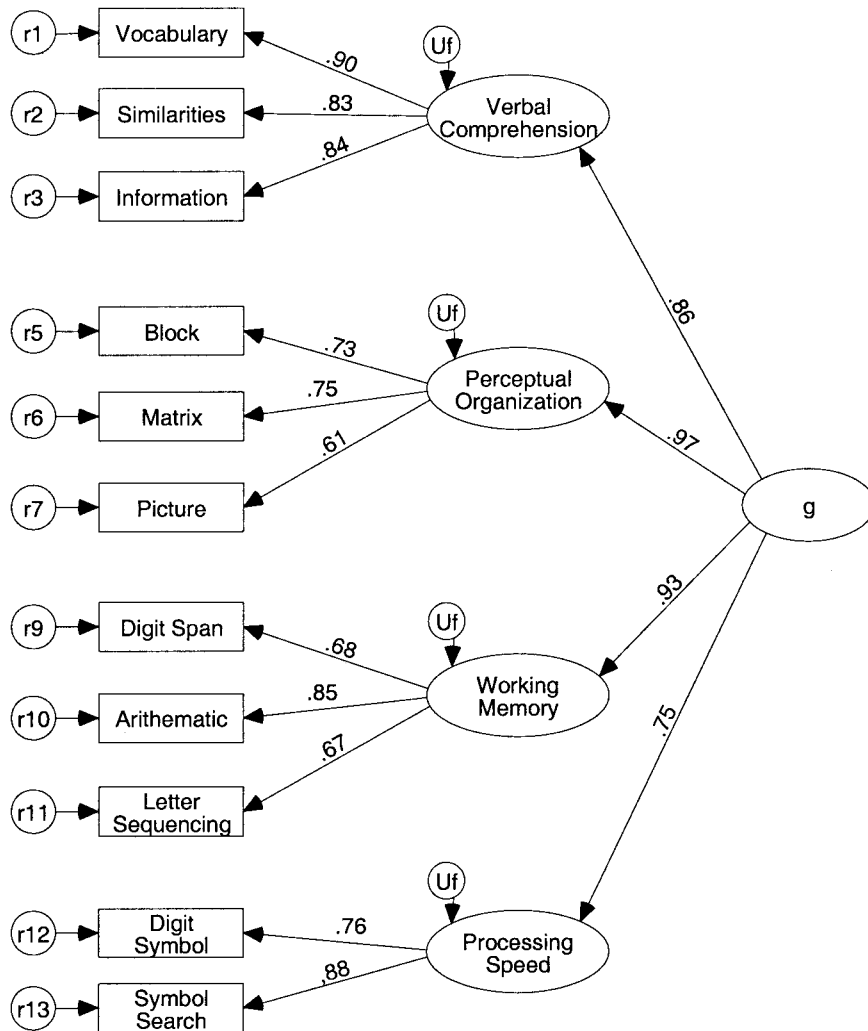 r1
Vocabulary
.90
Uf
r2
Similarities
.83
Verbal
Comprehension
r3
Information
.84
.86
r5
Block
.73
Uf
r6
Matrix
.75
Perceptual
Organization
r7
Picture
.61
.97
g
r9
Digit Span
.68
Uf
.93
r10
Arithematic
.85
Working
Memory
.75
r11
Letter
Sequencing
.67
r12
Digit
Symbol
.76
Uf
Processing
Speed
r13
Symbol
Search
,88